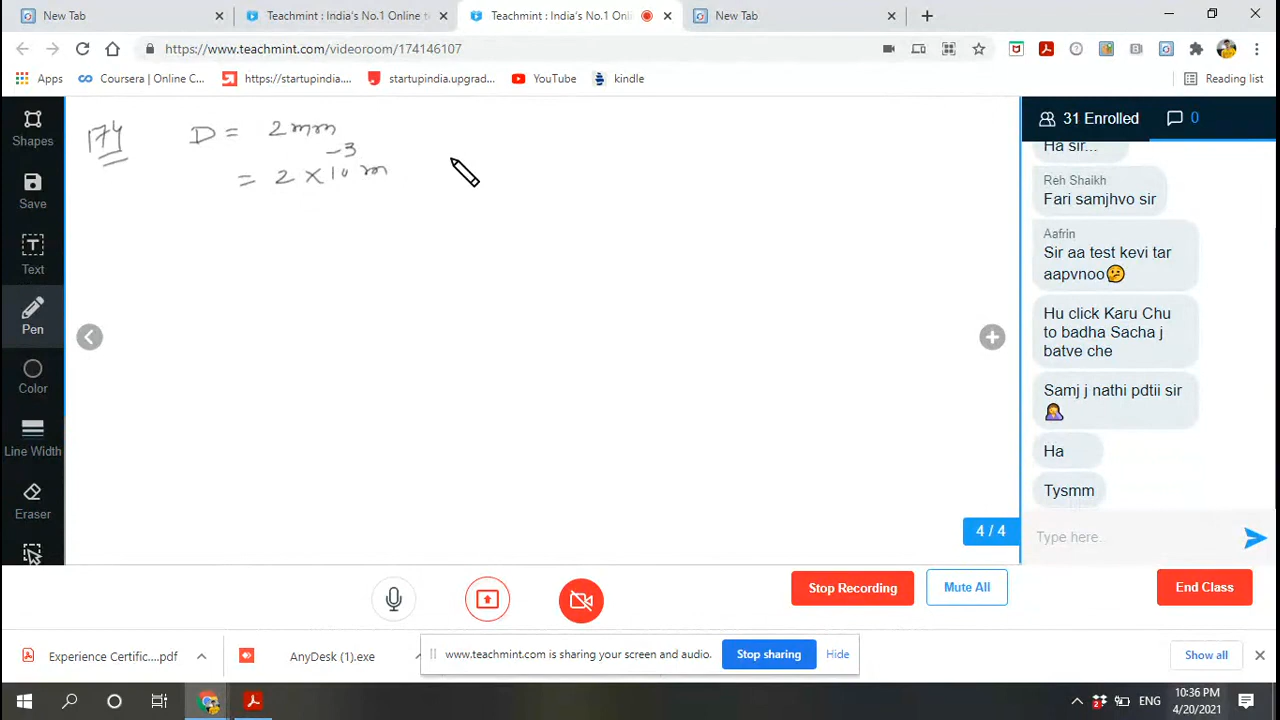 New Tab
Teachmint : India's No.1 Online t
Teachmint : India's No.1 Onli
New Tab
https://www.teachmint.com/videoroom/174146107
Apps
Coursera | Online C...
https://startupindia....
startupindia.upgrad...
YouTube
kindle
Reading list
Shapes
Save
Text
Pen
Color
Line Width
Eraser
174
D = 2mm
= 2 × 10⁻³ m
4 / 4
31 Enrolled
0
Ha sir...
Reh Shaikh
Fari samjhvo sir
Aafrin
Sir aa test kevi tar
aapvnoo🤔
Hu click Karu Chu
to badha Sacha j
batve che
Samj j nathi pdtii sir
🤦‍♀️
Ha
Tysmm
Type here..
Stop Recording
Mute All
End Class
Experience Certific....pdf
AnyDesk (1).exe
www.teachmint.com is sharing your screen and audio.
Stop sharing
Hide
Show all
ENG
10:36 PM
4/20/2021